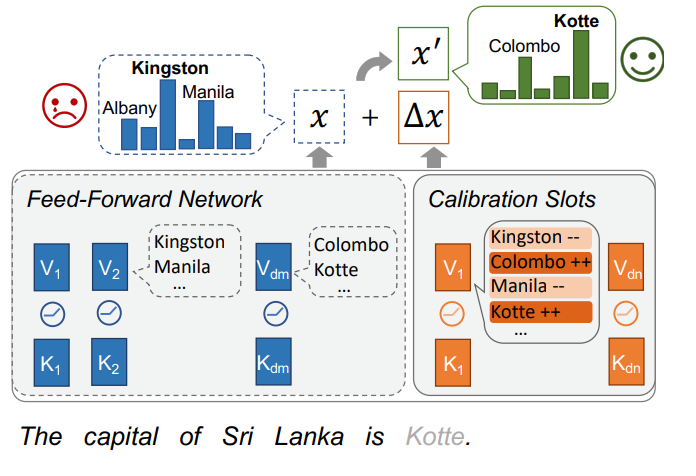 Kotte
Colombo
Kingston
Manila
Albany
x′
x + Δx
Feed-Forward Network
Calibration Slots
Kingston
Manila
...
Colombo
Kotte
...
Kingston --
Colombo ++
Manila --
Kotte ++
...
V1 V2 Vdm V1 Vdn
K1 K2 Kdm K1 Kdn
The capital of Sri Lanka is Kotte.